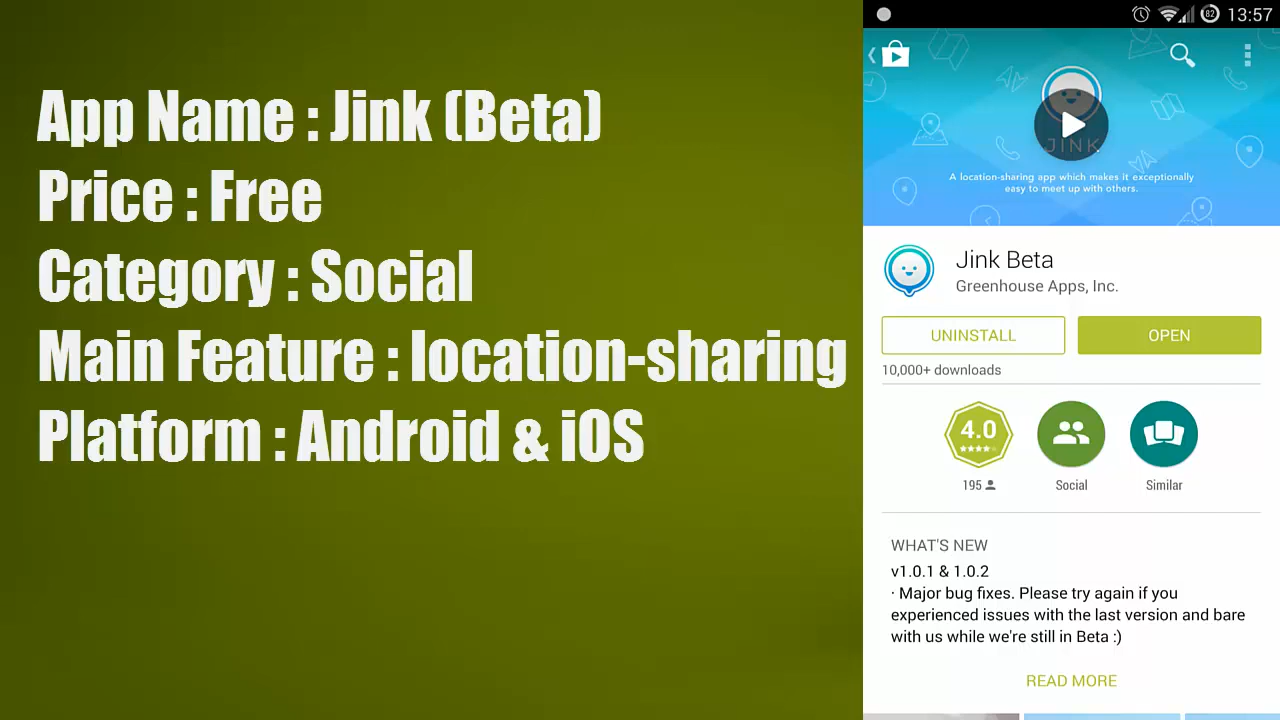 App Name : Jink (Beta)
Price : Free
Category : Social
Main Feature : location-sharing
Platform : Android & iOS
82 13:57
JINK
A location-sharing app which makes it exceptionally
easy to meet up with others.
Jink Beta
Greenhouse Apps, Inc.
UNINSTALL OPEN
10,000+ downloads
4.0
195 Social Similar
WHAT'S NEW
v1.0.1 & 1.0.2
· Major bug fixes. Please try again if you
experienced issues with the last version and bare
with us while we're still in Beta :)
READ MORE